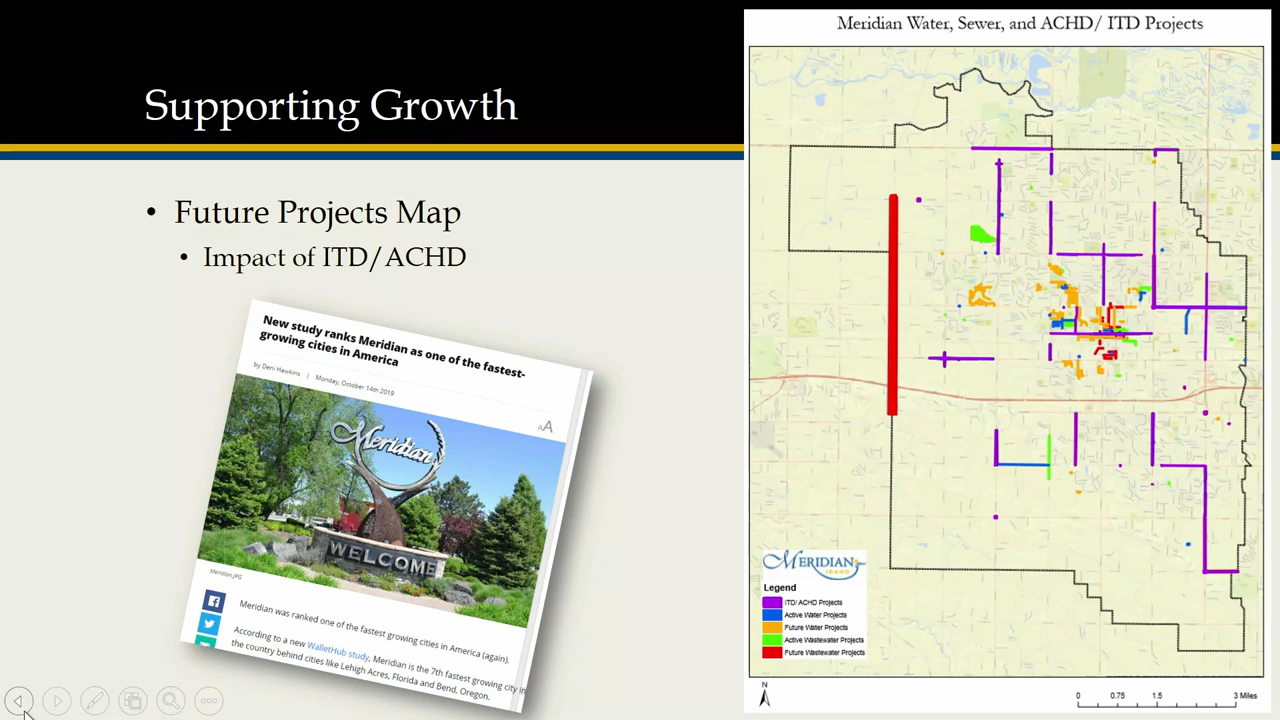 Supporting Growth
• Future Projects Map
• Impact of ITD/ACHD
New study ranks Meridian as one of the fastest-
growing cities in America
by Deni Hawkins | Monday, October 14th 2019
AA
Meridian
WELCOME
Meridian.JPG
Meridian was ranked one of the fastest growing cities in America (again).
According to a new WalletHub study, Meridian is the 7th fastest growing city in
the country behind cities like Lehigh Acres, Florida and Bend, Oregon.
Meridian Water, Sewer, and ACHD/ ITD Projects
MERIDIAN
IDAHO
Legend
ITD/ ACHD Projects
Active Water Projects
Future Water Projects
Active Wastewater Projects
Future Wastewater Projects
N
0 0.75 1.5 3 Miles